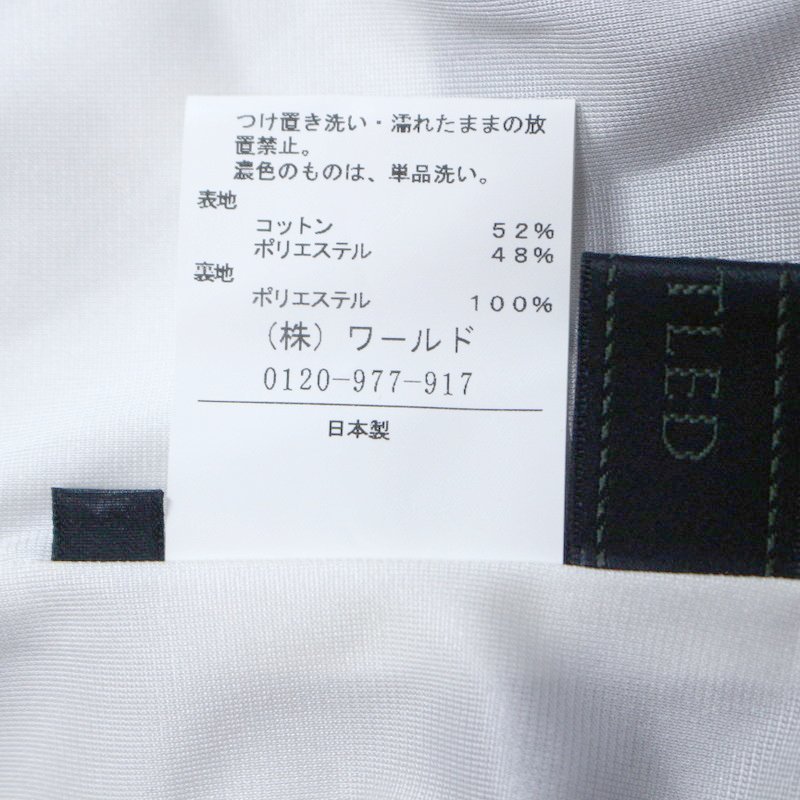 つけ置き洗い・濡れたままの放
置禁止。
濃色のものは、単品洗い。
表地
コットン 52%
ポリエステル 48%
裏地
ポリエステル 100%
(株)ワールド
0120-977-917
日本製
TLED